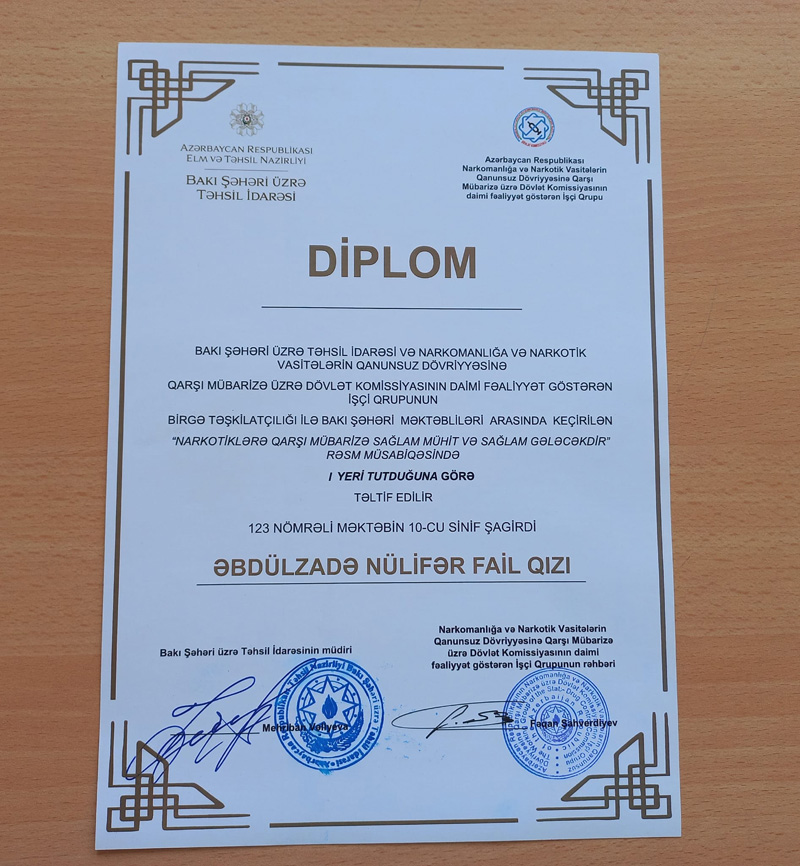 AZƏRBAYCAN RESPUBLİKASI
ELM VƏ TƏHSİL NAZİRLİYİ
BAKI ŞƏHƏRİ ÜZRƏ
TƏHSİL İDARƏSİ
Azərbaycan Respublikası
Narkomanlığa və Narkotik Vasitələrin
Qanunsuz Dövriyyəsinə Qarşı
Mübarizə üzrə Dövlət Komissiyasının
daimi fəaliyyət göstərən İşçi Qrupu
DİPLOM
BAKI ŞƏHƏRİ ÜZRƏ TƏHSİL İDARƏSİ VƏ NARKOMANLIĞA VƏ NARKOTİK
VASİTƏLƏRİN QANUNSUZ DÖVRİYYƏSİNƏ
QARŞI MÜBARİZƏ ÜZRƏ DÖVLƏT KOMİSSİYASININ DAİMİ FƏALİYYƏT GÖSTƏRƏN
İŞÇİ QRUPUNUN
BİRGƏ TƏŞKİLATÇILIĞI İLƏ BAKI ŞƏHƏRİ MƏKTƏBLİLƏRİ ARASINDA KEÇİRİLƏN
“NARKOTİKLƏRƏ QARŞI MÜBARİZƏ SAĞLAM MÜHİT VƏ SAĞLAM GƏLƏCƏKDİR”
RƏSM MÜSABİQƏSİNDƏ
I YERİ TUTDUĞUNA GÖRƏ
TƏLTİF EDİLİR
123 NÖMRƏLİ MƏKTƏBİN 10-CU SİNİF ŞAGİRDİ
ƏBDÜLZADƏ NÜLİFƏR FAİL QIZI
Bakı Şəhəri üzrə Təhsil İdarəsinin müdiri
Mehriban Vəliyeva
Narkomanlığa və Narkotik Vasitələrin
Qanunsuz Dövriyyəsinə Qarşı Mübarizə
üzrə Dövlət Komissiyasının daimi
fəaliyyət göstərən İşçi Qrupunun rəhbəri
Fəqan Şahverdiyev